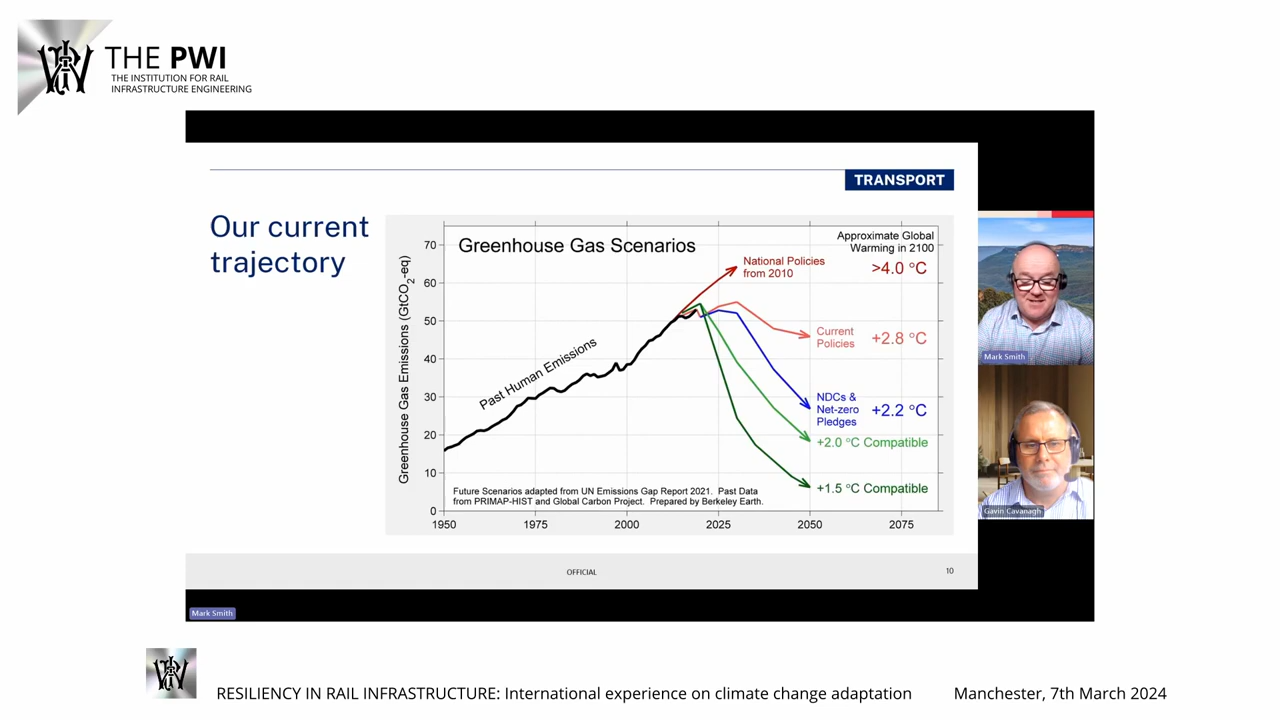 THE PWI
THE INSTITUTION FOR RAIL
INFRASTRUCTURE ENGINEERING
TRANSPORT
Our current
trajectory
Greenhouse Gas Scenarios
Approximate Global
Warming in 2100
National Policies
from 2010
>4.0 °C
Current
Policies
+2.8 °C
Past Human Emissions
NDCs &
Net-zero
Pledges
+2.2 °C
+2.0 °C Compatible
+1.5 °C Compatible
Future Scenarios adapted from UN Emissions Gap Report 2021. Past Data
from PRIMAP-HIST and Global Carbon Project. Prepared by Berkeley Earth.
Greenhouse Gas Emissions (GtCO2-eq)
70
60
50
40
30
20
10
0
1950
1975
2000
2025
2050
2075
OFFICIAL
10
Mark Smith
Gavin Cavanagh
Mark Smith
RESILIENCY IN RAIL INFRASTRUCTURE: International experience on climate change adaptation
Manchester, 7th March 2024